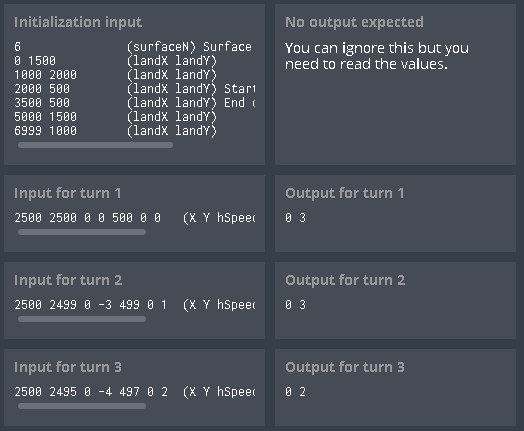 Initialization input
6 (surfaceN) Surface
0 1500 (landX landY)
1000 2000 (landX landY)
2000 500 (landX landY) Start
3500 500 (landX landY) End
5000 1500 (landX landY)
6999 1000 (landX landY)
No output expected
You can ignore this but you
need to read the values.
Input for turn 1
2500 2500 0 0 500 0 0 (X Y hSpeed
Output for turn 1
0 3
Input for turn 2
2500 2499 0 -3 499 0 1 (X Y hSpeed
Output for turn 2
0 3
Input for turn 3
2500 2495 0 -4 497 0 2 (X Y hSpeed
Output for turn 3
0 2